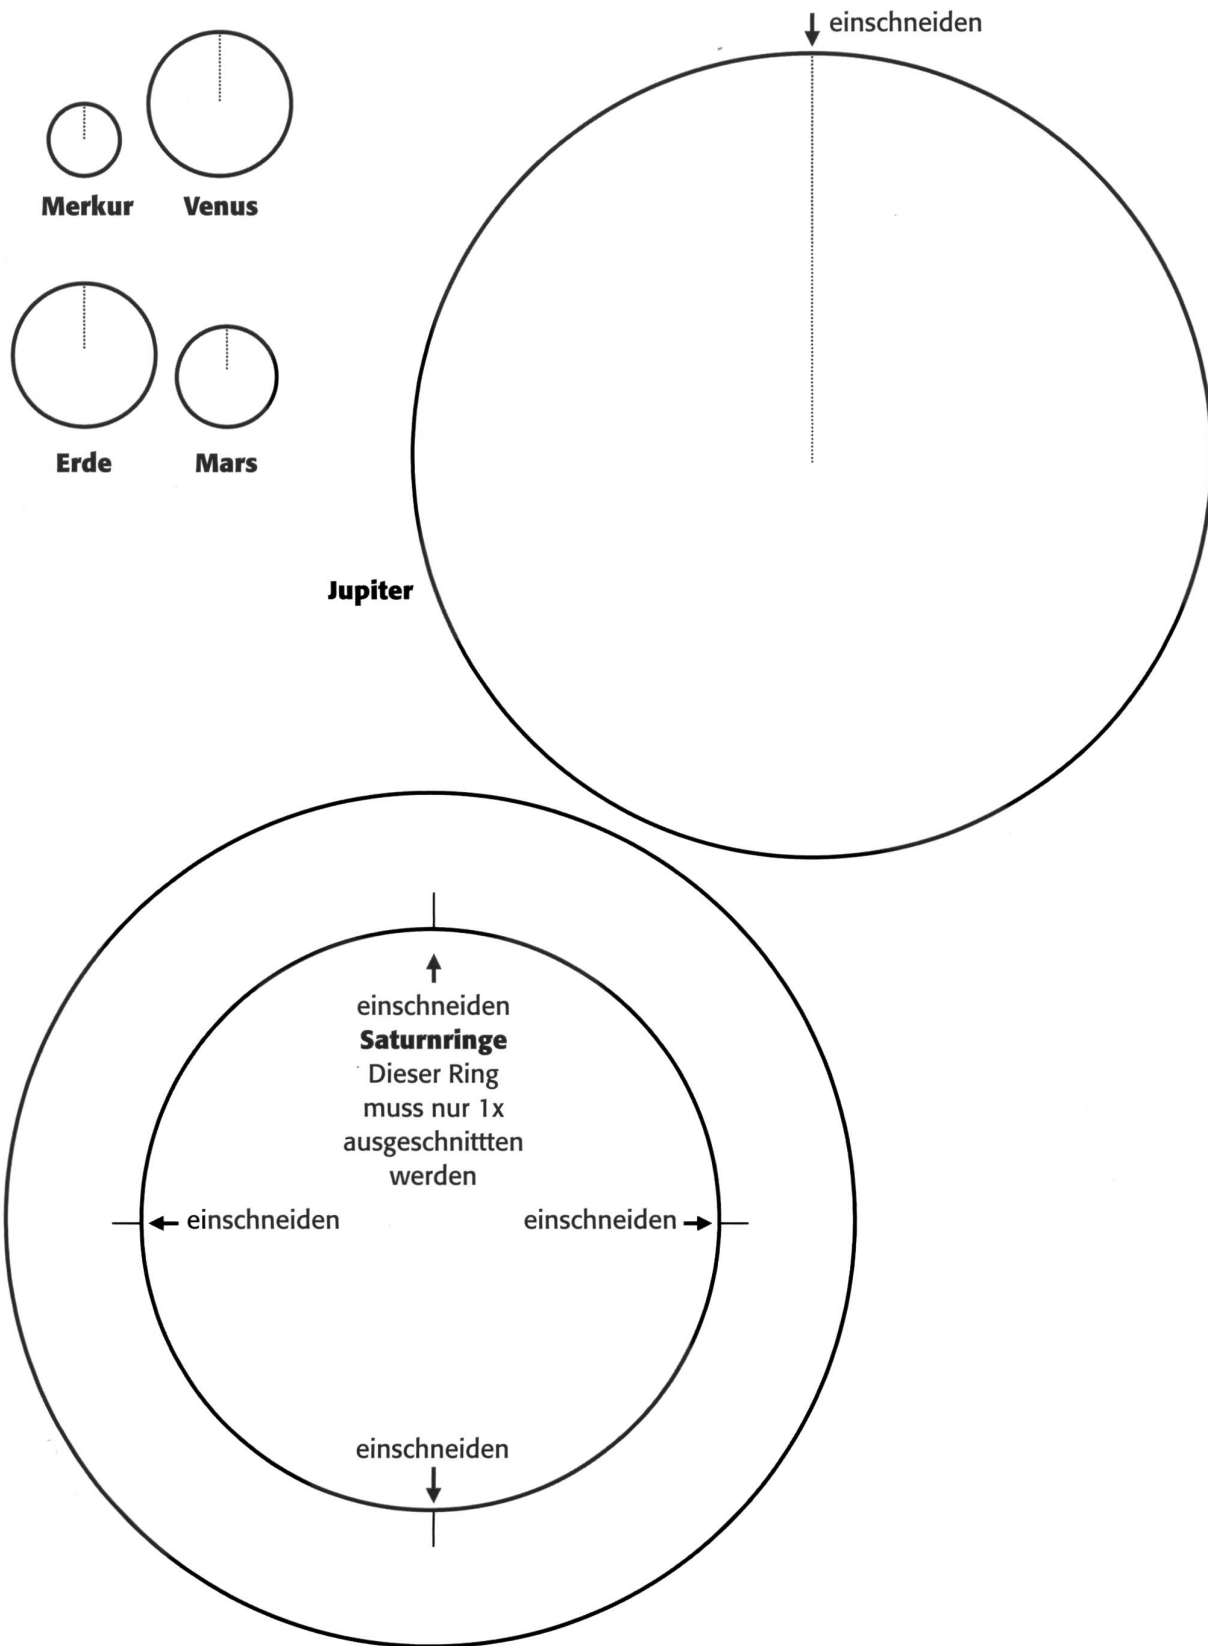 einschneiden
Merkur Venus
Erde Mars
Jupiter
einschneiden
Saturnringe
Dieser Ring
muss nur 1x
ausgeschnittten
werden
einschneiden einschneiden
einschneiden